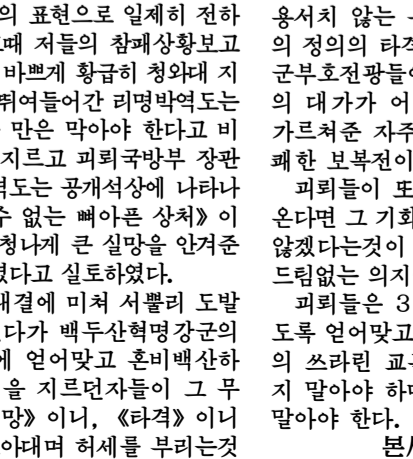 의 표현으로 일제히 전하
때 저들의 참패상황보고
바쁘게 황급히 청와대 지
뛰여들어간 리명박역도는
만은 막아야 한다고 비
지르고 괴뢰국방부 장관
역도는 공개석상에 나타나
수 없는 뼈아픈 상처》이
청나게 큰 실망을 안겨준
였다고 실토하였다.
대결에 미쳐 서뿔리 도발
다가 백두산혁명강군의
에 얻어맞고 혼비백산하
을 지르던자들이 그 무
망》이니, 《타격》이니
아대며 허세를 부리는것
용서치 않는
의 정의의 타격
군부호전광들에
의 대가가 어
가르쳐준 자주
쾌한 보복전이
괴뢰들이 또
온다면 그 기회
않겠다는것이
드팀없는 의지
괴뢰들은 3
도록 얻어맞고
의 쓰라린 교훈
지 말아야 하며
말아야 한다.
본사